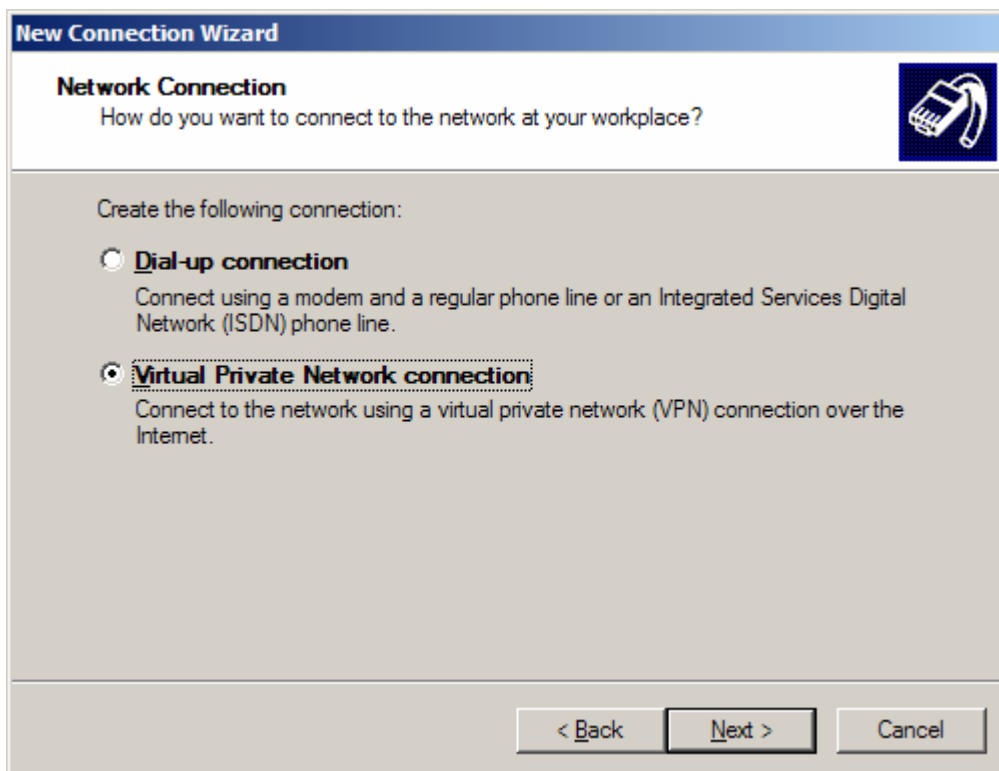 New Connection Wizard
Network Connection
How do you want to connect to the network at your workplace?
Create the following connection:
Dial-up connection
Connect using a modem and a regular phone line or an Integrated Services Digital
Network (ISDN) phone line.
Virtual Private Network connection
Connect to the network using a virtual private network (VPN) connection over the
Internet.
< Back Next > Cancel